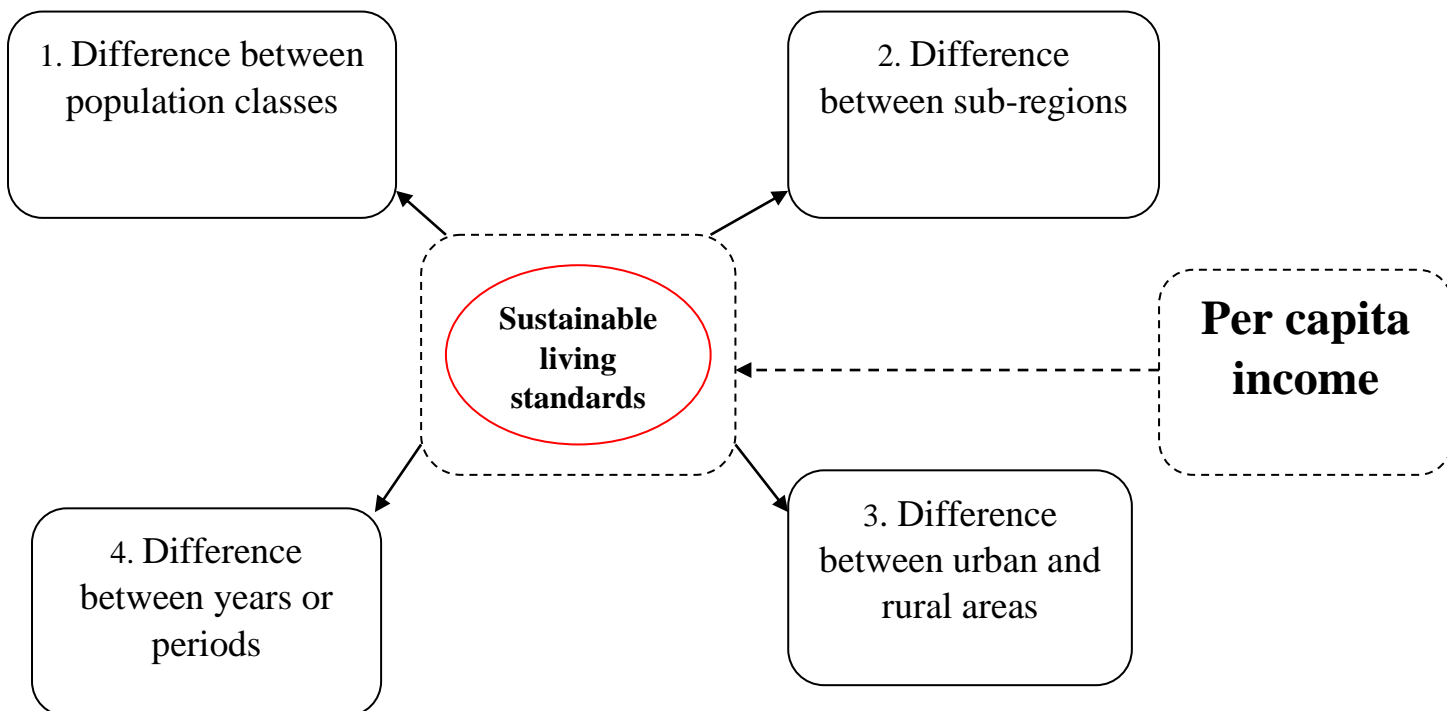 1. Difference between
population classes
2. Difference
between sub-regions
Sustainable
living
standards
Per capita
income
3. Difference
between urban and
rural areas
4. Difference
between years or
periods